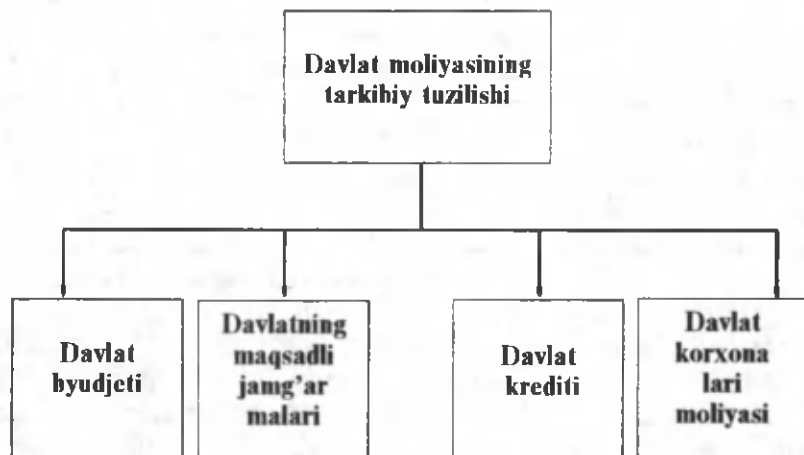 Davlat moliyasining
tarkibiy tuzilishi
Davlat
byudjeti
Davlatning
maqsadli
jamg'ar
malari
Davlat
krediti
Davlat
korxona
lari
moliyasi